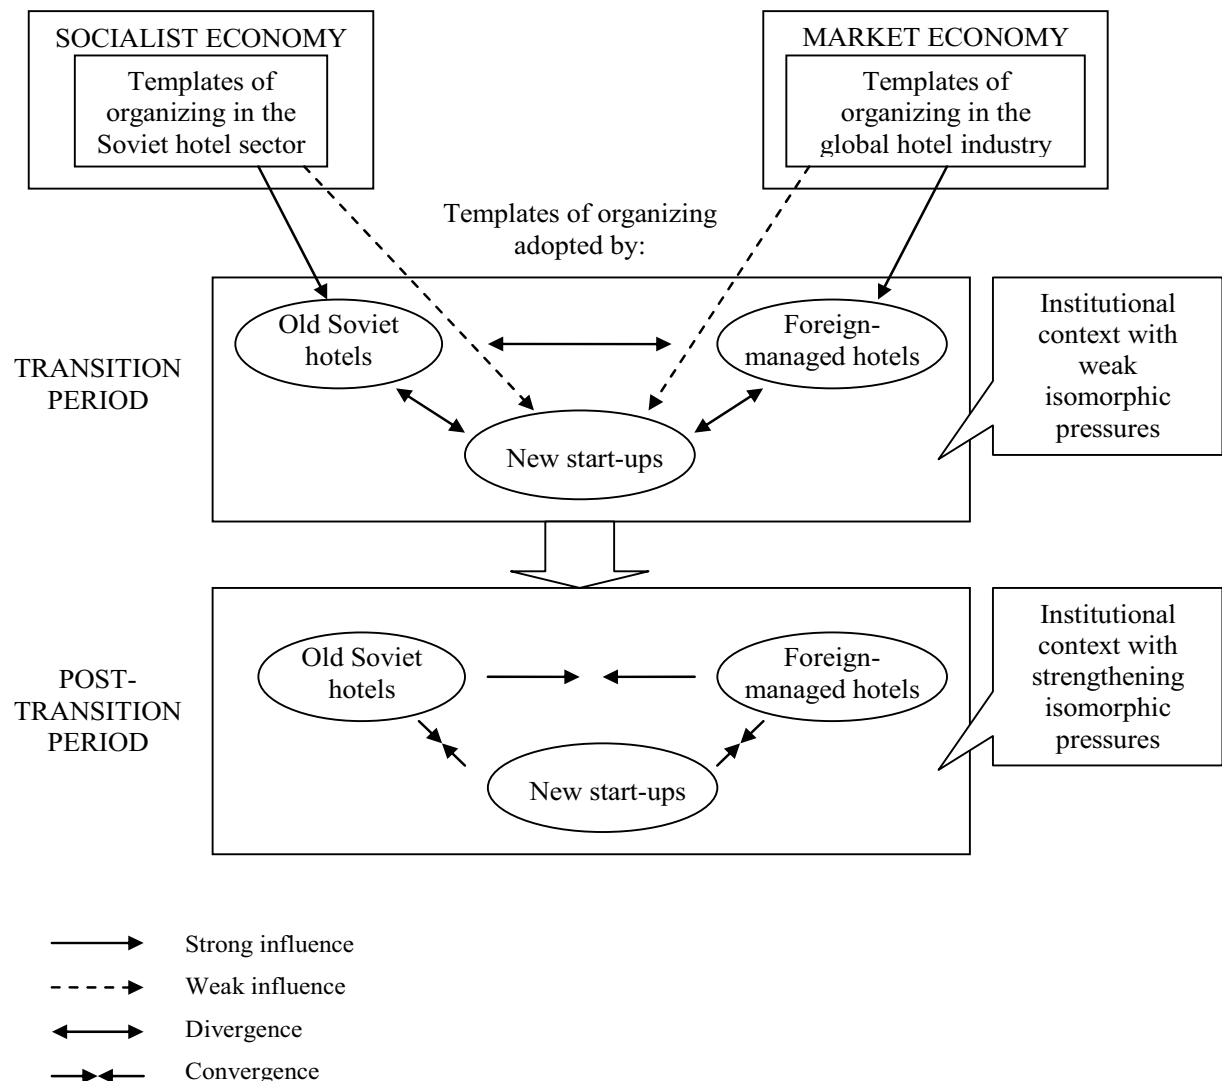 SOCIALIST ECONOMY
Templates of
organizing in the
Soviet hotel sector
MARKET ECONOMY
Templates of
organizing in the
global hotel industry
Templates of organizing
adopted by:
TRANSITION
PERIOD
Old Soviet
hotels
Foreign-
managed hotels
New start-ups
Institutional
context with
weak
isomorphic
pressures
POST-
TRANSITION
PERIOD
Old Soviet
hotels
Foreign-
managed hotels
New start-ups
Institutional
context with
strengthening
isomorphic
pressures
Strong influence
Weak influence
Divergence
Convergence